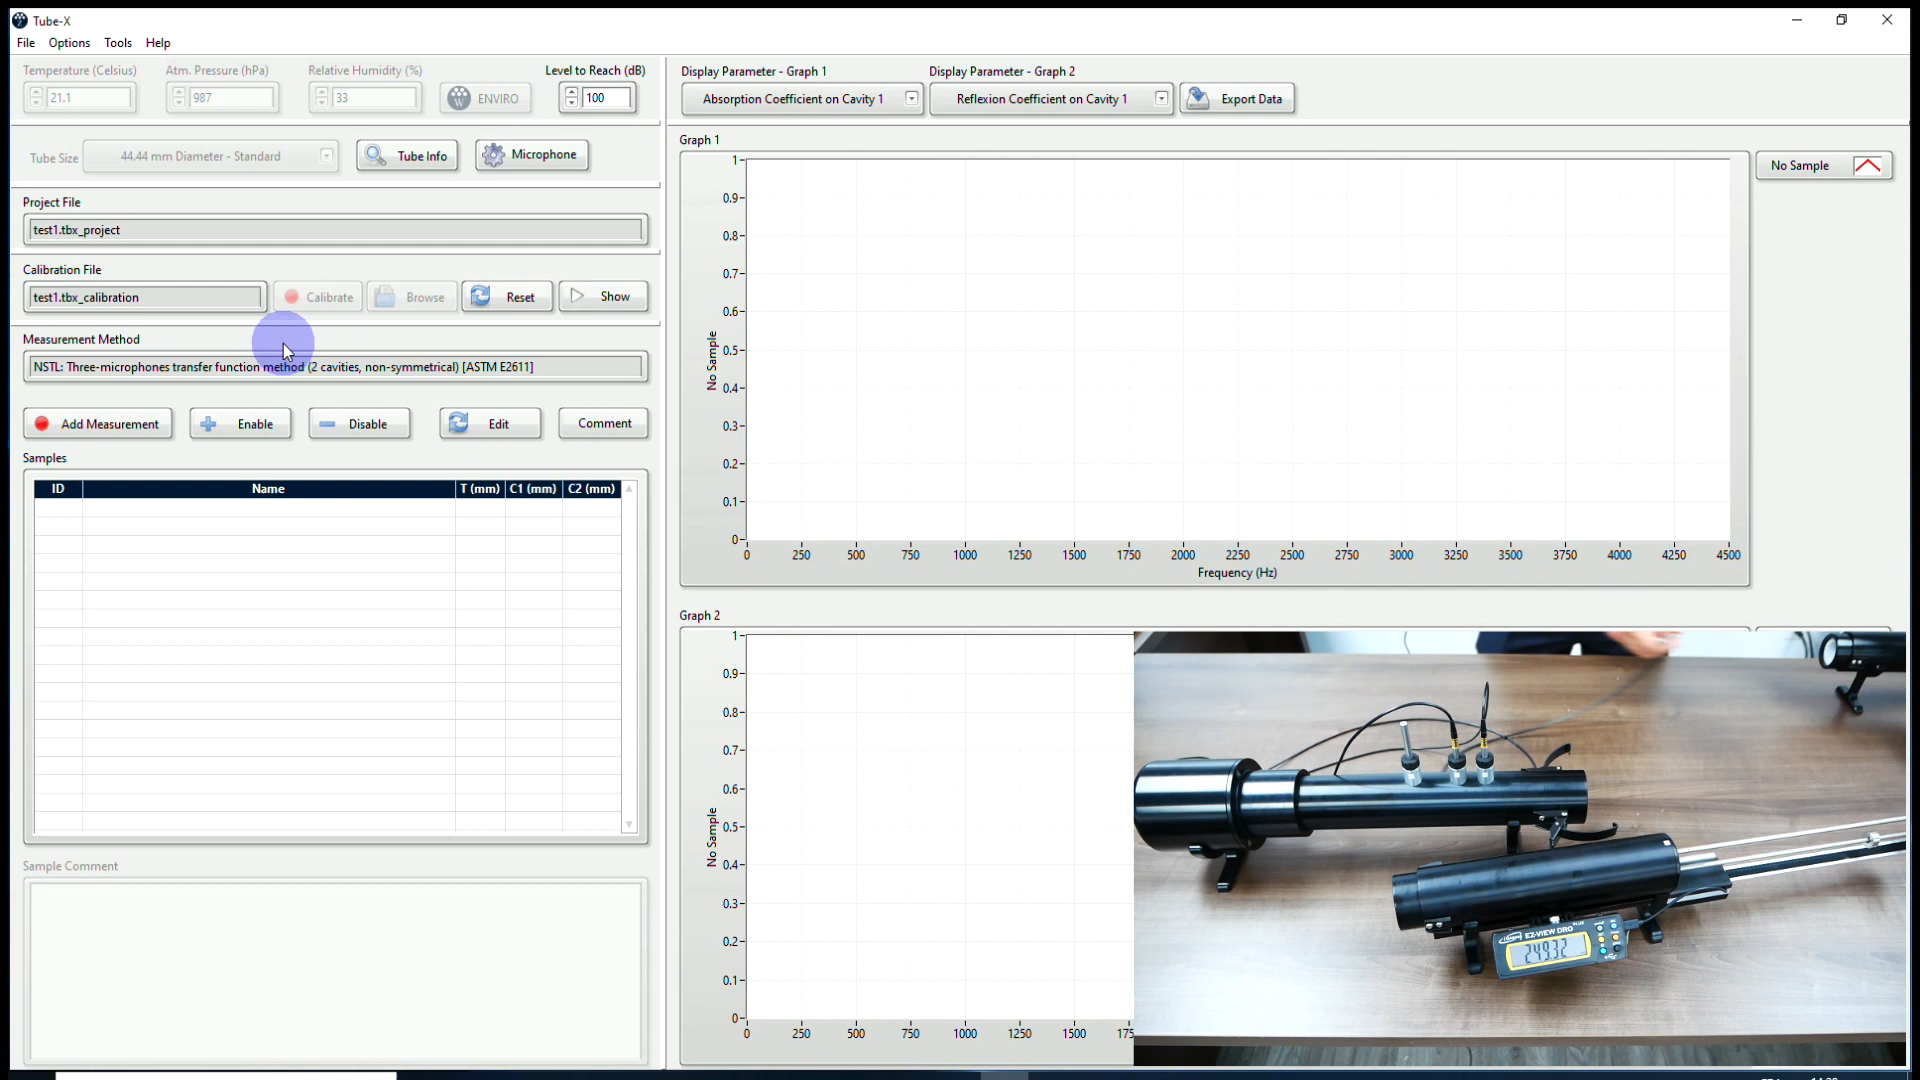 Tube-X
File Options Tools Help
Temperature (Celsius) Atm. Pressure (hPa) Relative Humidity (%) Level to Reach (dB)
21.1 987 33 ENVIRO 100
Tube Size 44.44 mm Diameter - Standard Tube Info Microphone
Project File
test1.tbx_project
Calibration File
test1.tbx_calibration Calibrate Browse Reset Show
Measurement Method
NSTL: Three-microphones transfer function method (2 cavities, non-symmetrical) [ASTM E2611]
Add Measurement Enable Disable Edit Comment
Samples
ID Name T (mm) C1 (mm) C2 (mm)
Sample Comment
Display Parameter - Graph 1 Display Parameter - Graph 2
Absorption Coefficient on Cavity 1 Reflexion Coefficient on Cavity 1 Export Data
Graph 1
No Sample
1
0.9
0.8
0.7
0.6
0.5
0.4
0.3
0.2
0.1
0
No Sample
0 250 500 750 1000 1250 1500 1750 2000 2250 2500 2750 3000 3250 3500 3750 4000 4250 4500
Frequency (Hz)
Graph 2
1
0.9
0.8
0.7
0.6
0.5
0.4
0.3
0.2
0.1
0
No Sample
0 250 500 750 1000 1250 1500 175
EZ-VIEW DRO PLUS
249.32